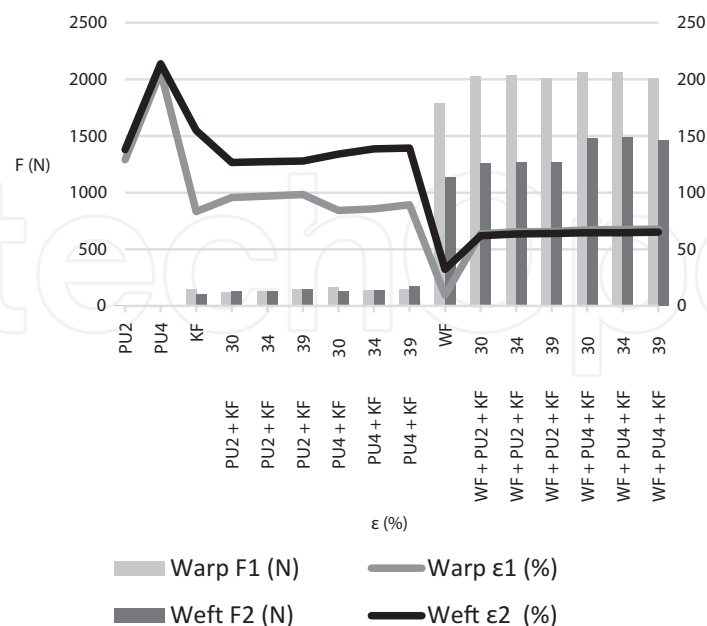 2500
2000
1500
1000
500
0
F (N)
250
200
150
100
50
0
PU2
PU4
KF
30
34
39
30
34
39
WF
30
34
39
30
34
39
PU2 + KF
PU2 + KF
PU2 + KF
PU4 + KF
PU4 + KF
PU4 + KF
WF + PU2 + KF
WF + PU2 + KF
WF + PU2 + KF
WF + PU4 + KF
WF + PU4 + KF
WF + PU4 + KF
ε (%)
Warp F1 (N)
Warp ε1 (%)
Weft F2 (N)
Weft ε2 (%)